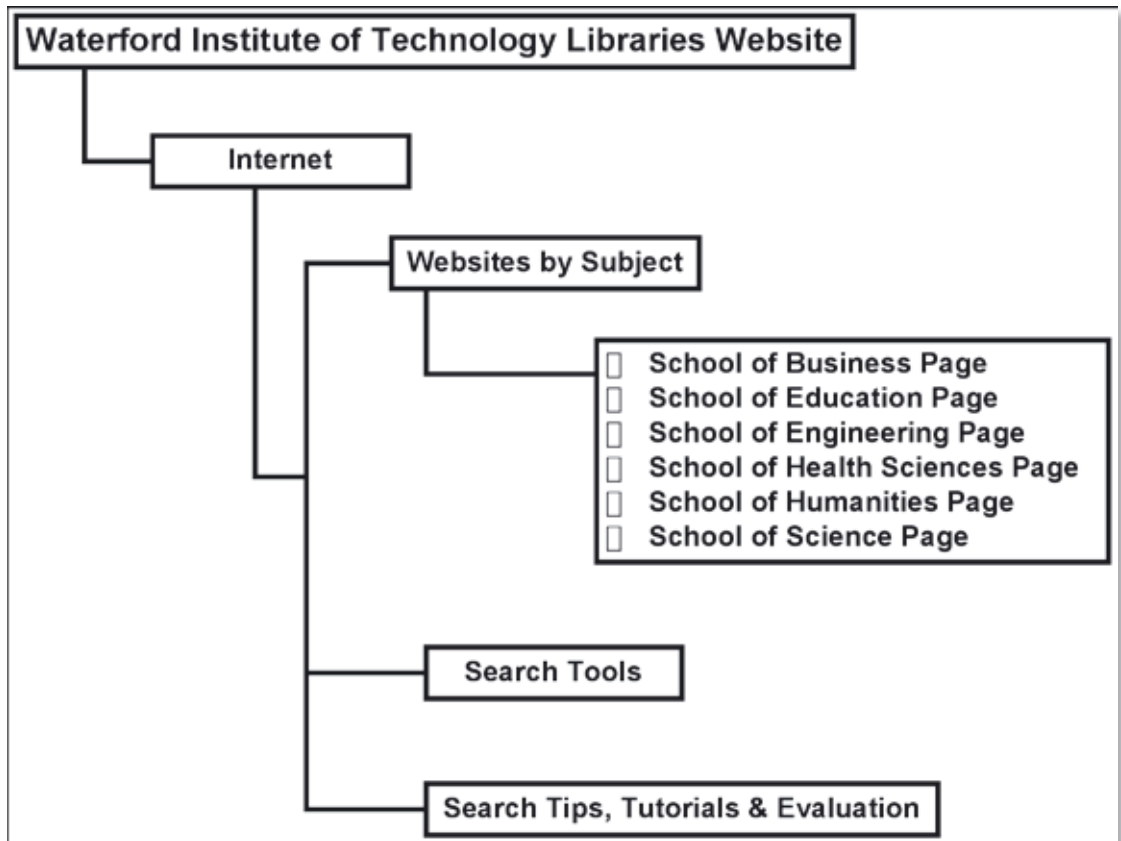 Waterford Institute of Technology Libraries Website
Internet
Websites by Subject
School of Business Page
School of Education Page
School of Engineering Page
School of Health Sciences Page
School of Humanities Page
School of Science Page
Search Tools
Search Tips, Tutorials & Evaluation